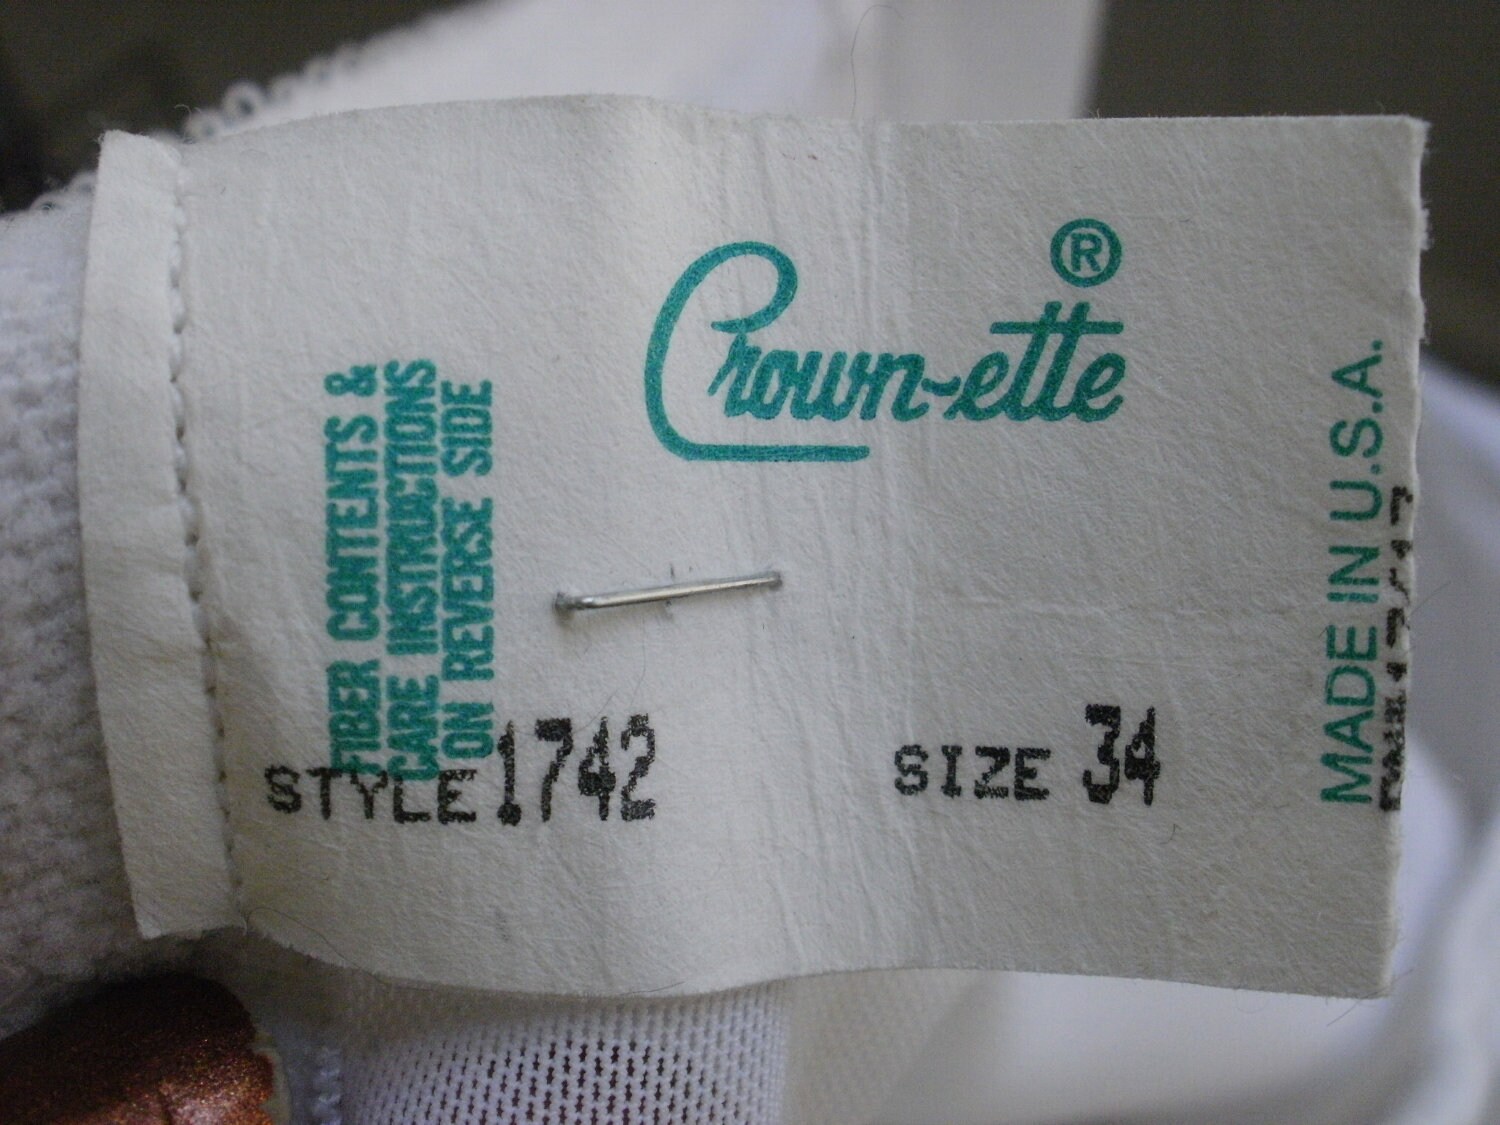 Crown-ette ®
FIBER CONTENTS &
CARE INSTRUCTIONS
ON REVERSE SIDE
STYLE 1742
SIZE 34
MADE IN U.S.A.